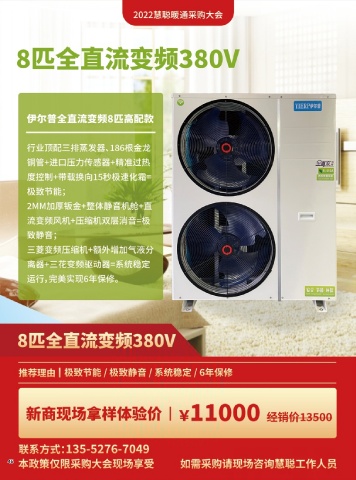 2022慧聪暖通采购大会
8匹全直流变频380V
伊尔普全直流变频8匹高配款
行业顶配三排蒸发器，186根金龙
铜管+进口压力传感器+精准过热
度控制+带载换向15秒极速化霜=
极致节能；
2MM加厚钣金+整体静音机舱+直
流变频风机+压缩机双层消音=极
致静音；
三菱变频压缩机+额外增加气液分
离器+三花变频驱动器=系统稳定
运行，完美实现6年保修。
8匹全直流变频380V
推荐理由 | 极致节能 / 极致静音 / 系统稳定 / 6年保修
新商现场拿样体验价 | ¥11000 经销价13500
联系方式：135-5276-7049
本政策仅限采购大会现场享受 如需采购请现场咨询慧聪工作人员